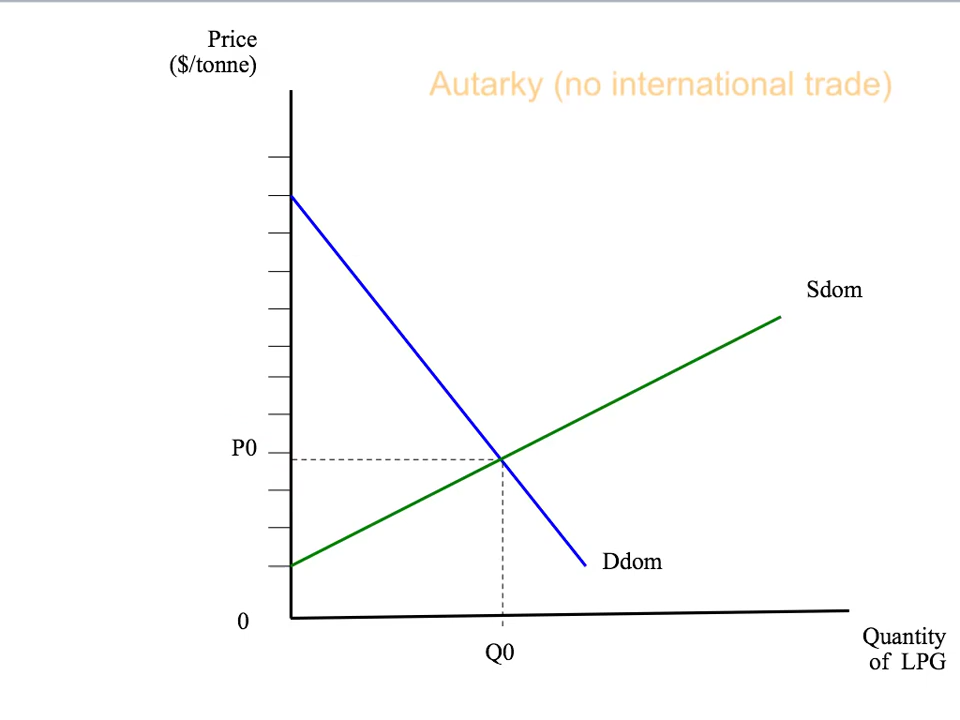 Price
($/tonne)
Autarky (no international trade)
Sdom
P0
Ddom
0
Q0
Quantity
of LPG